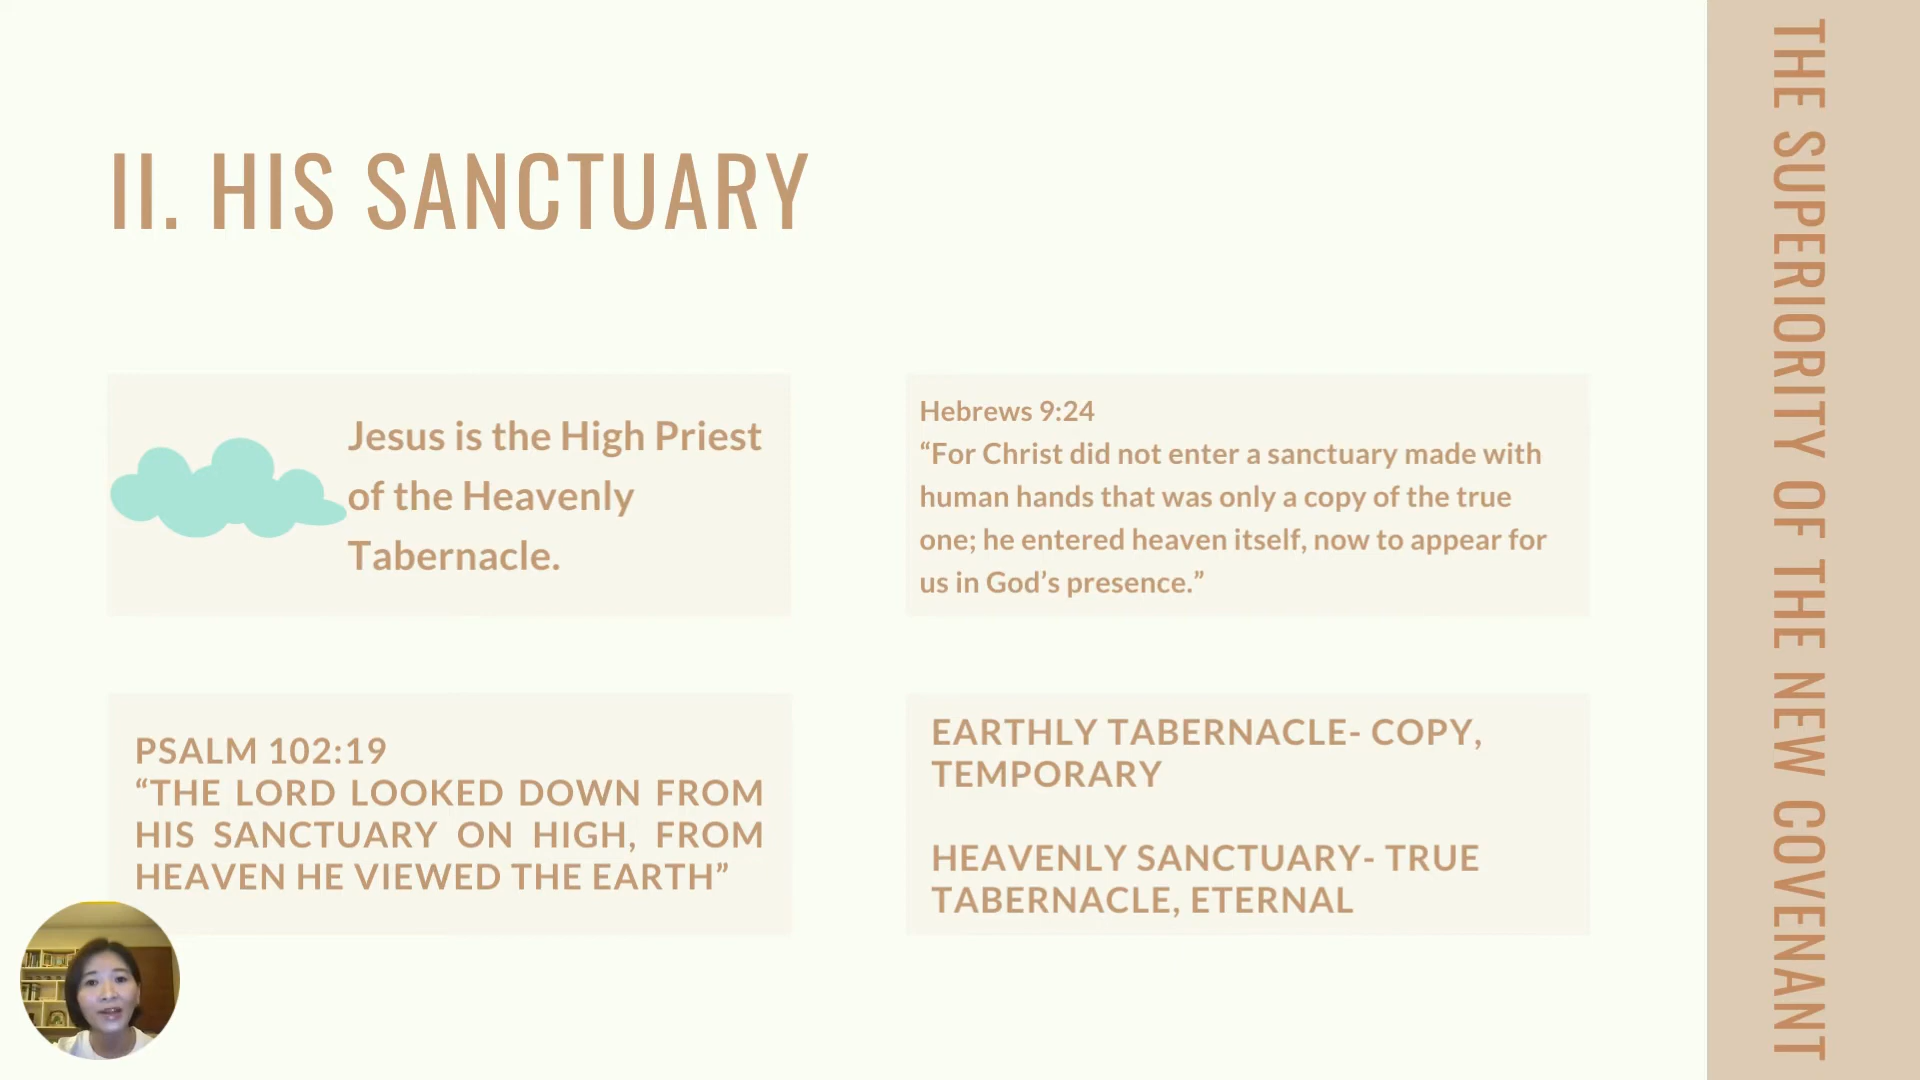 II. HIS SANCTUARY
Jesus is the High Priest
of the Heavenly
Tabernacle.
Hebrews 9:24
“For Christ did not enter a sanctuary made with
human hands that was only a copy of the true
one; he entered heaven itself, now to appear for
us in God’s presence.”
PSALM 102:19
“THE LORD LOOKED DOWN FROM
HIS SANCTUARY ON HIGH, FROM
HEAVEN HE VIEWED THE EARTH”
EARTHLY TABERNACLE- COPY,
TEMPORARY
HEAVENLY SANCTUARY- TRUE
TABERNACLE, ETERNAL
THE SUPERIORITY OF THE NEW COVENANT